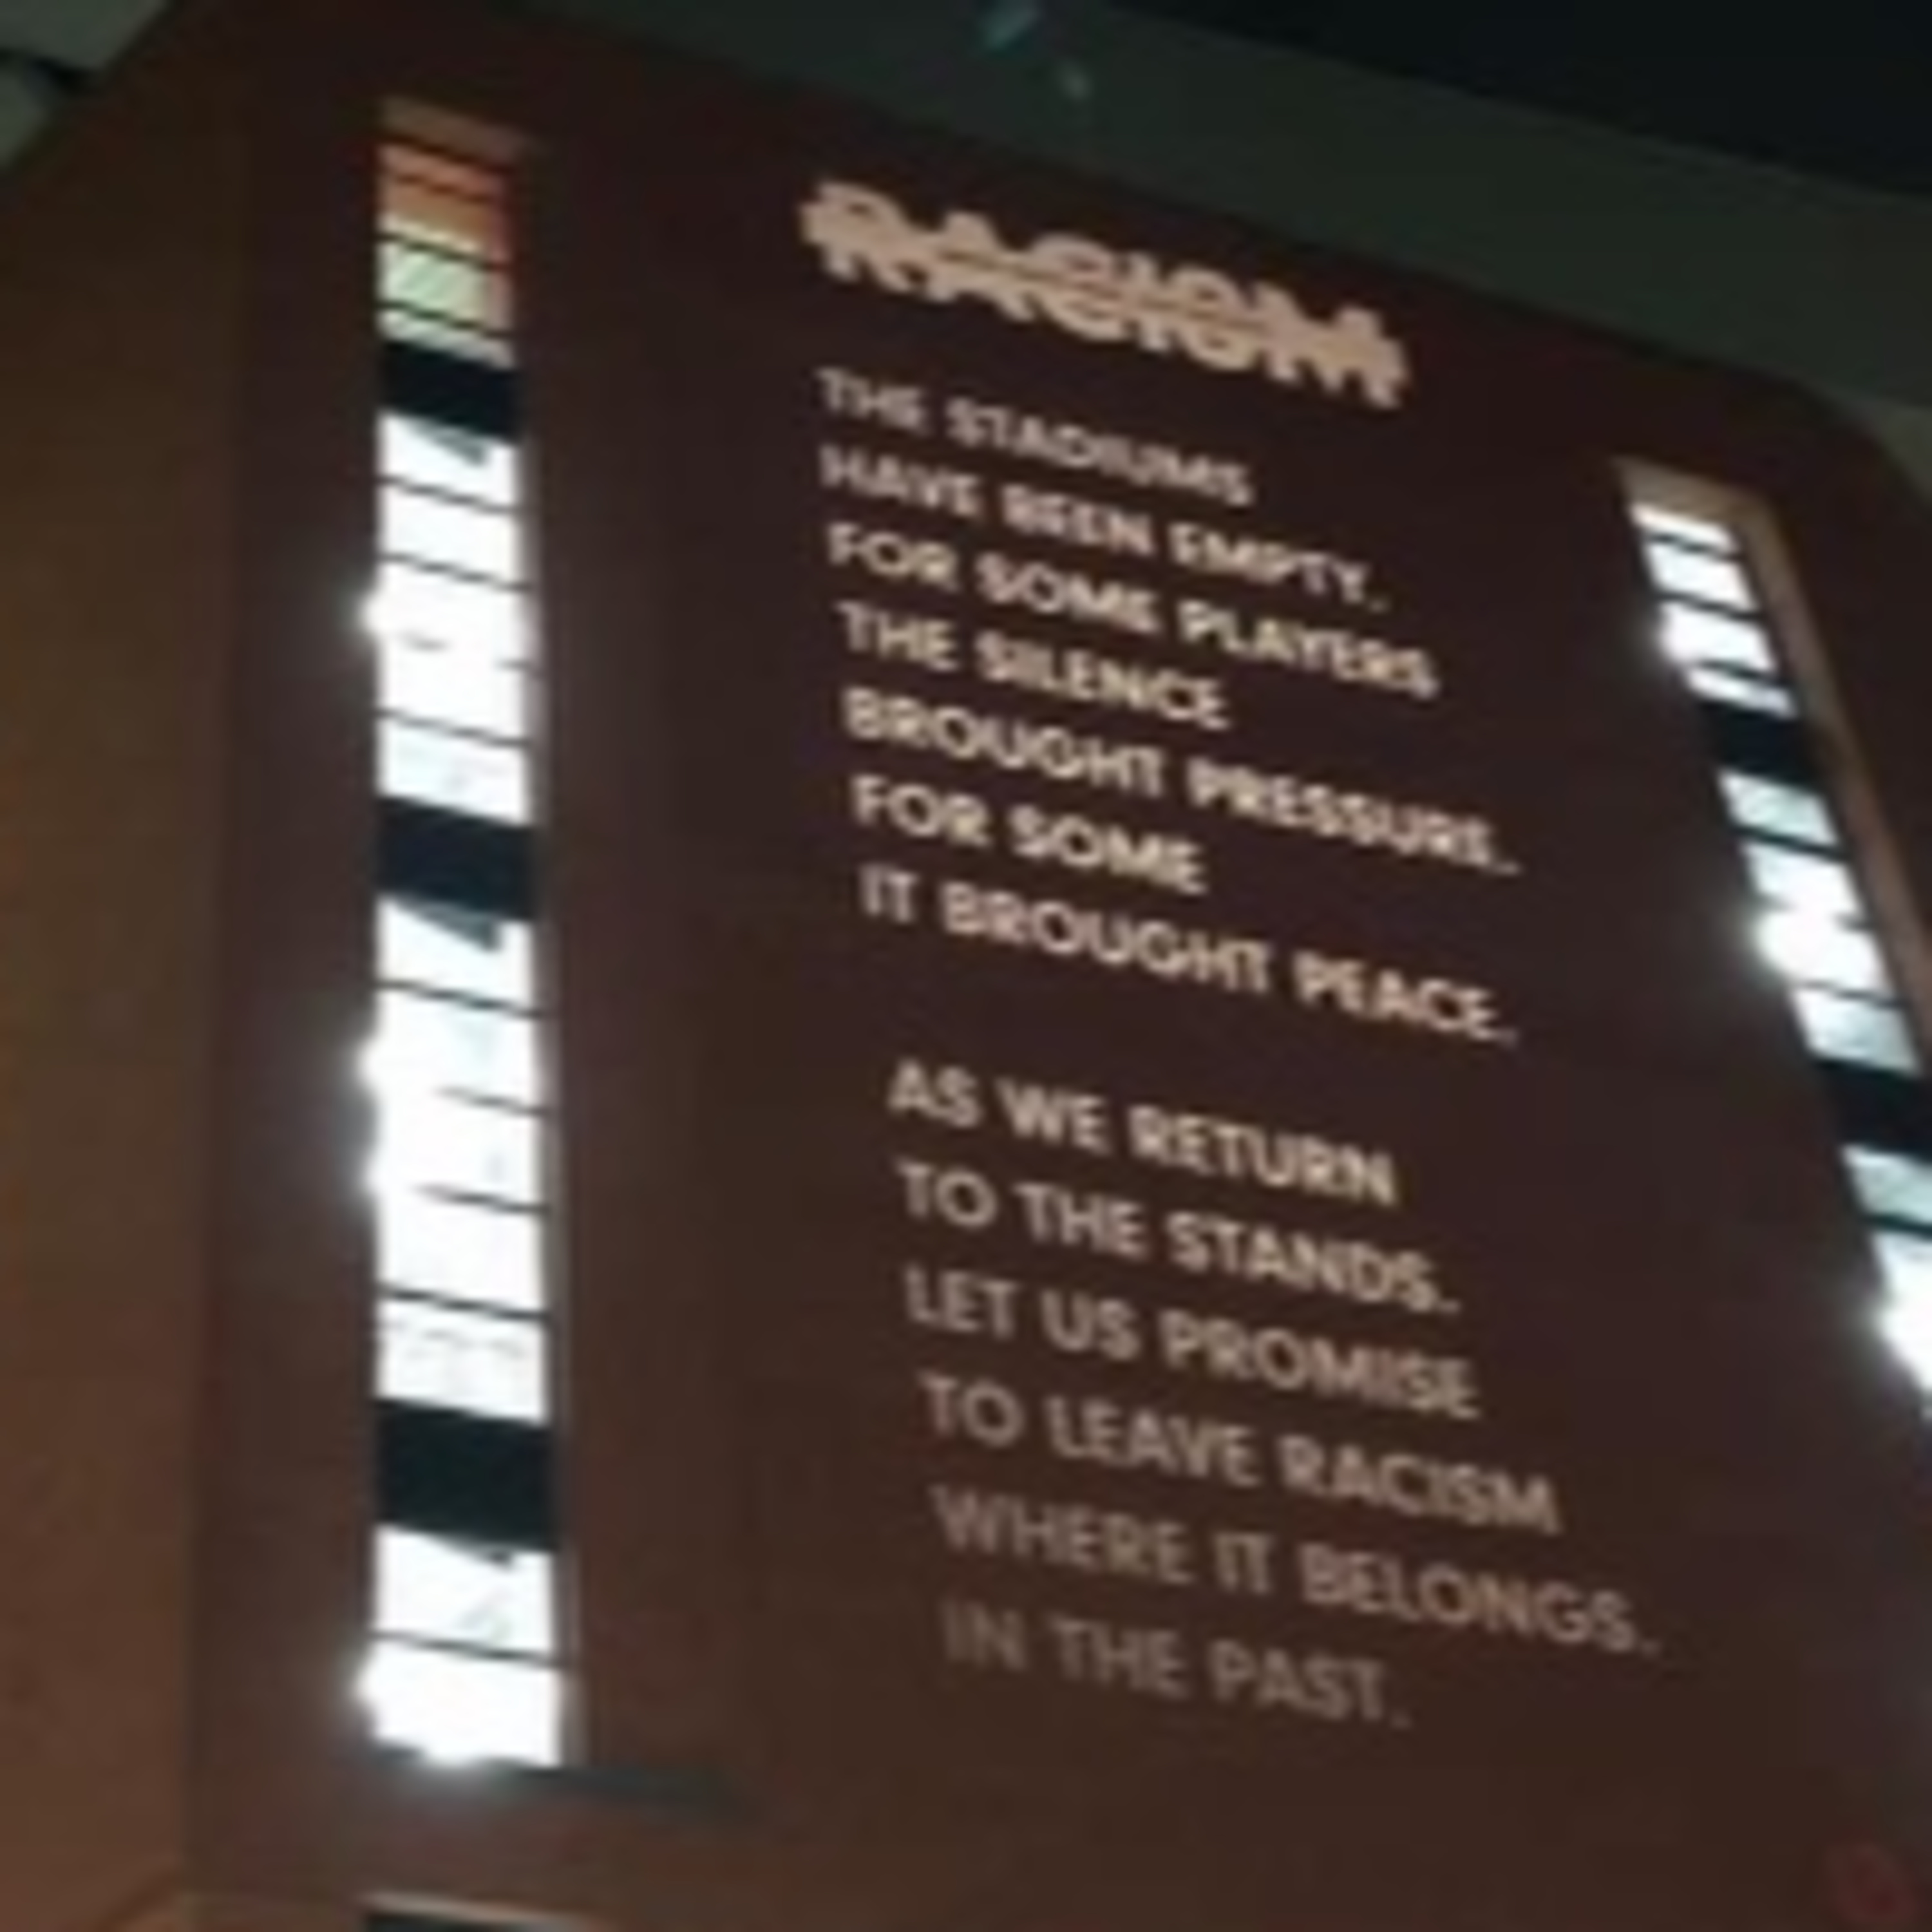 RACISM
THE STADIUMS
HAVE BEEN EMPTY.
FOR SOME PLAYERS
THE SILENCE
BROUGHT PRESSURE.
FOR SOME
IT BROUGHT PEACE.
AS WE RETURN
TO THE STANDS.
LET US PROMISE
TO LEAVE RACISM
WHERE IT BELONGS.
IN THE PAST.